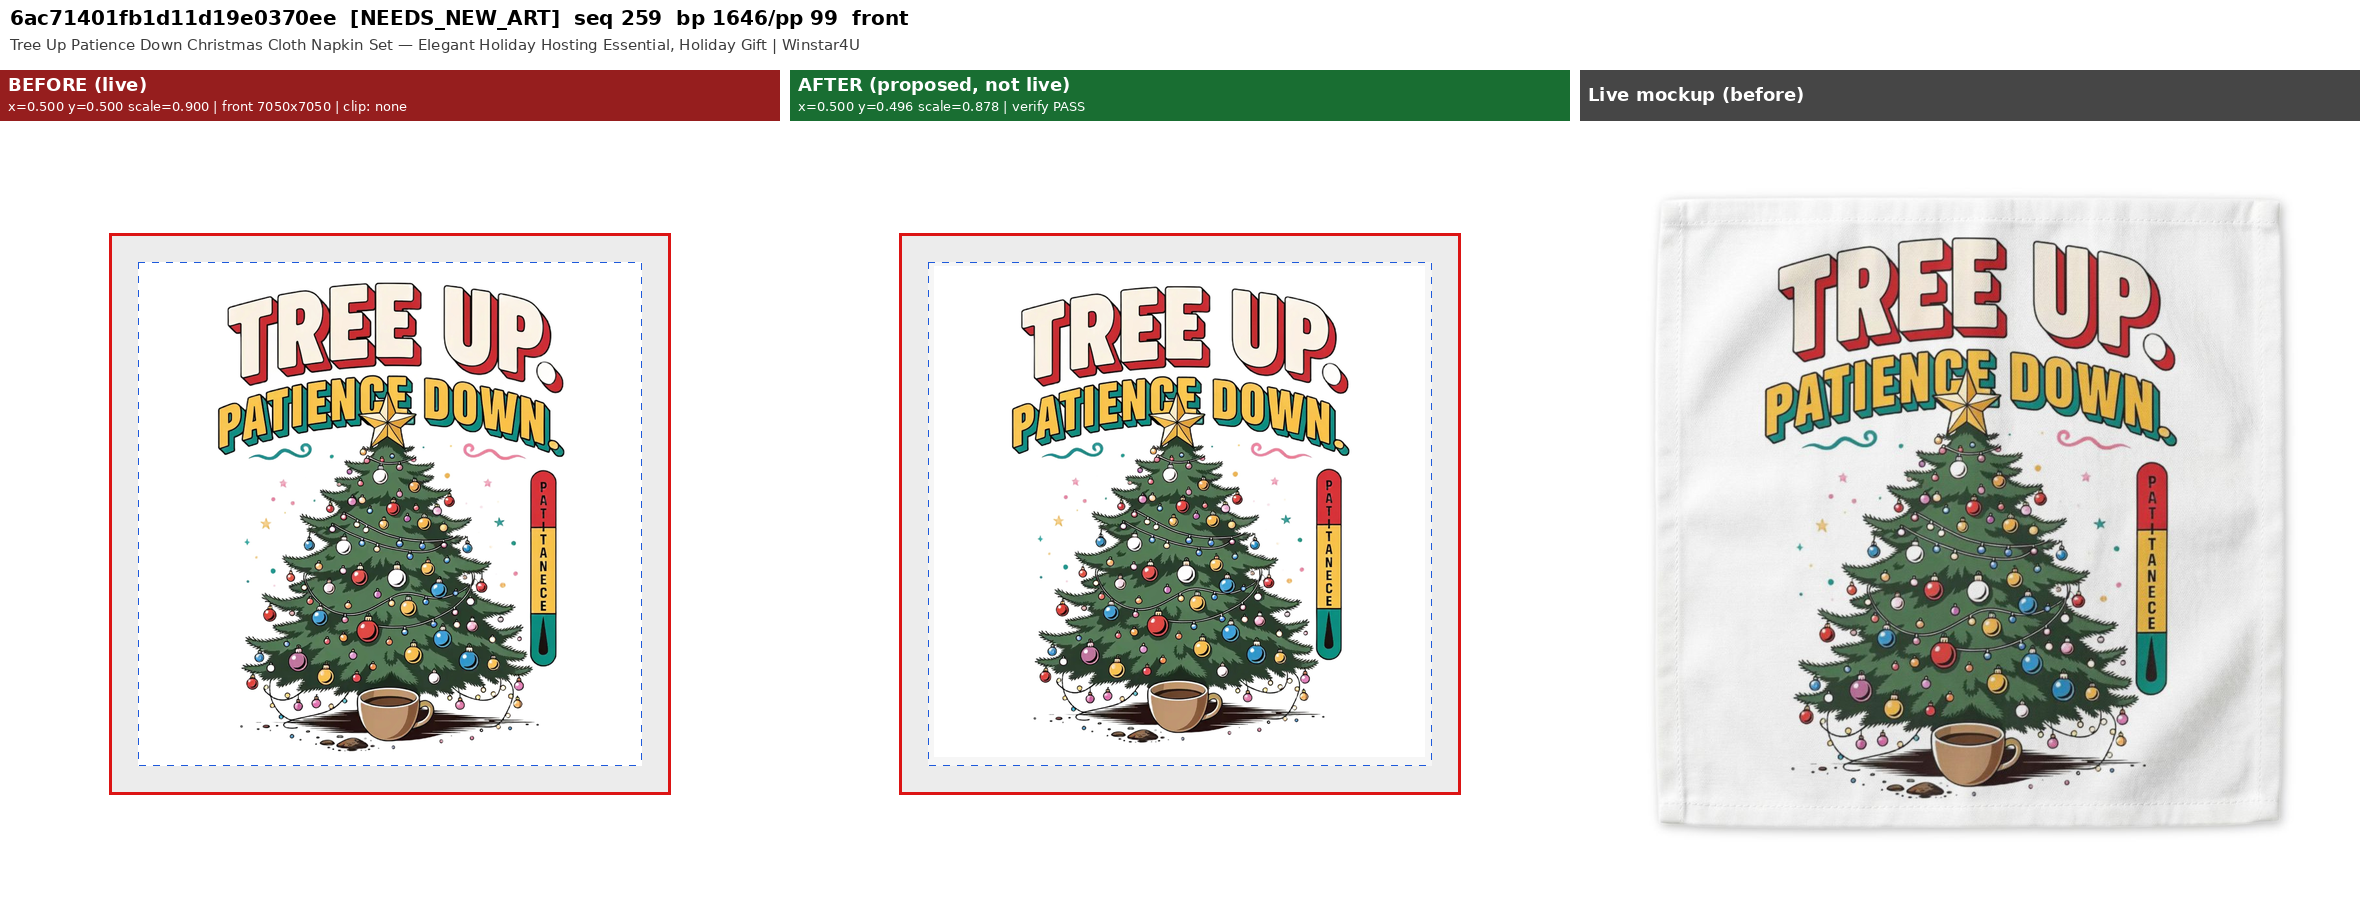 6ac71401fb1d11d19e0370ee [NEEDS_NEW_ART] seq 259 bp 1646/pp 99 front
Tree Up Patience Down Christmas Cloth Napkin Set — Elegant Holiday Hosting Essential, Holiday Gift | Winstar4U
BEFORE (live)
x=0.500 y=0.500 scale=0.900 | front 7050x7050 | clip: none
TREE UP.
PATIENCE DOWN.
PATITANECE
AFTER (proposed, not live)
x=0.500 y=0.496 scale=0.878 | verify PASS
TREE UP.
PATIENCE DOWN.
PATITANECE
Live mockup (before)
TREE UP.
PATIENCE DOWN.
PATITANECE